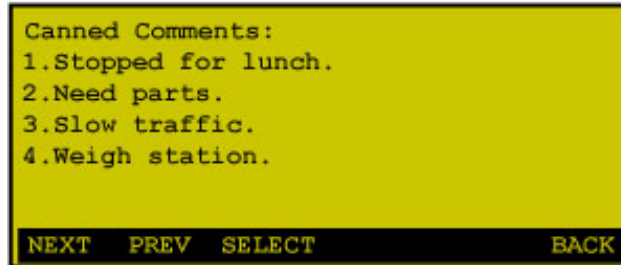 Canned Comments:
1.Stopped for lunch.
2.Need parts.
3.Slow traffic.
4.Weigh station.
NEXT PREV SELECT BACK